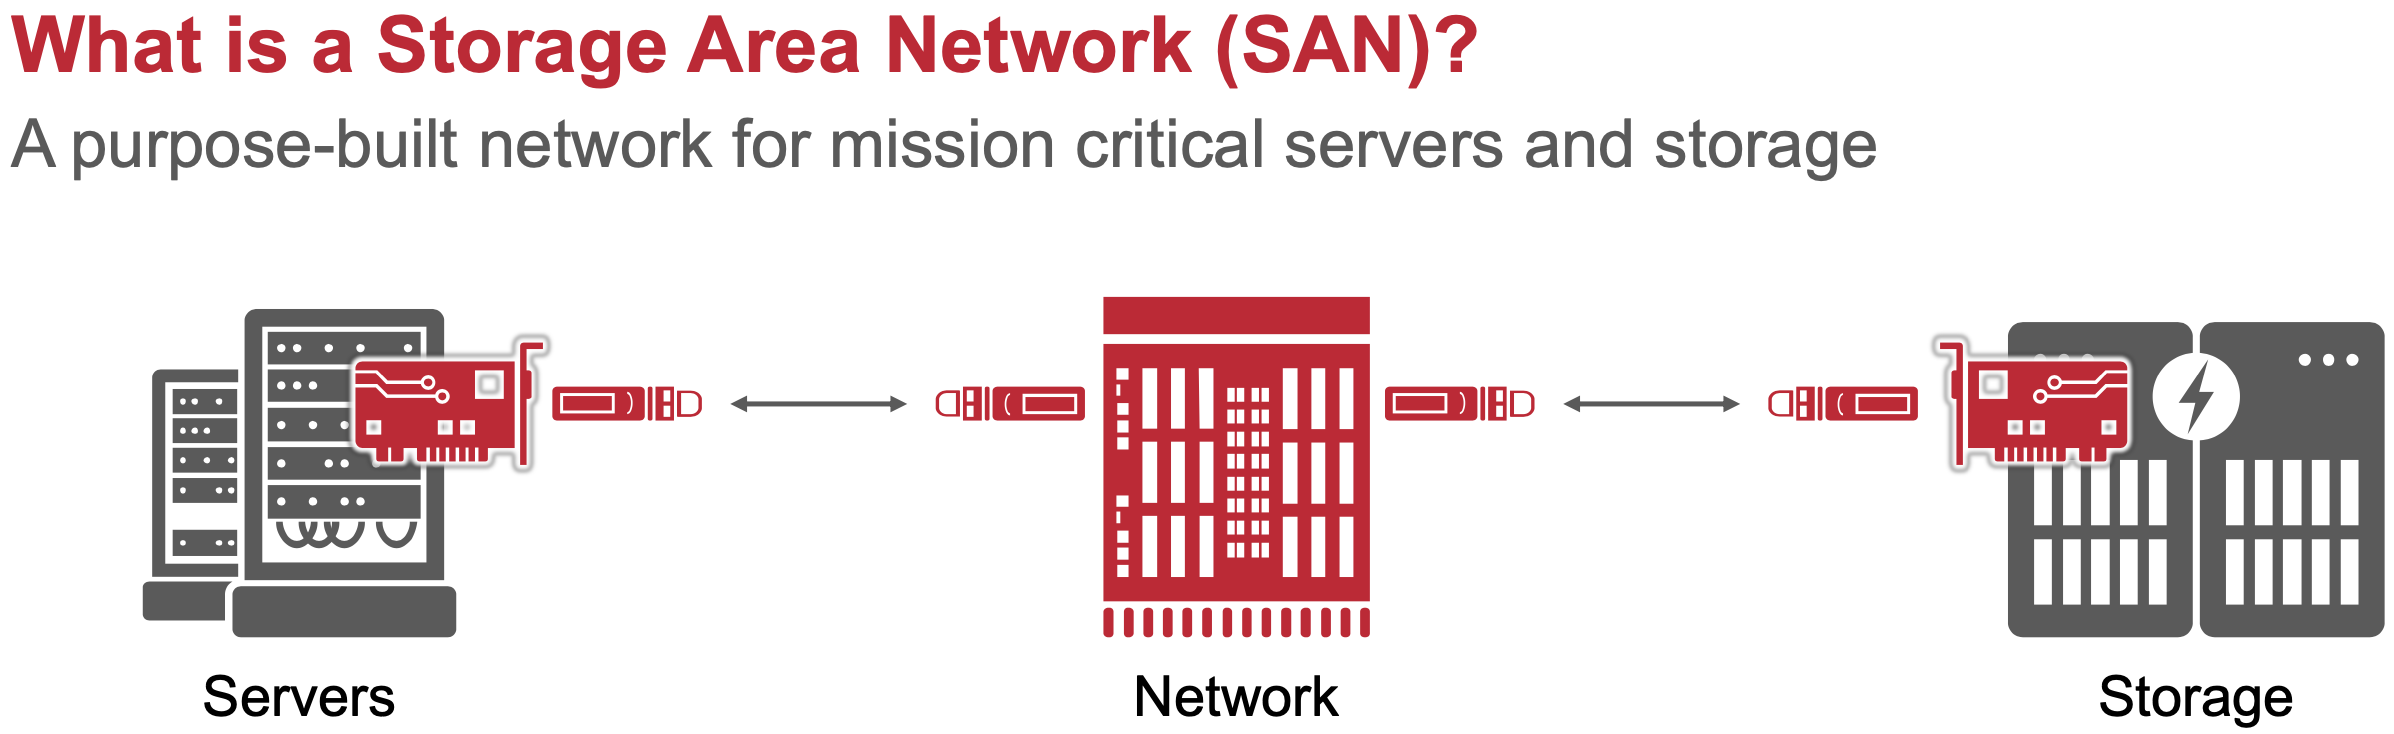 What is a Storage Area Network (SAN)?
A purpose-built network for mission critical servers and storage
Servers
Network
Storage